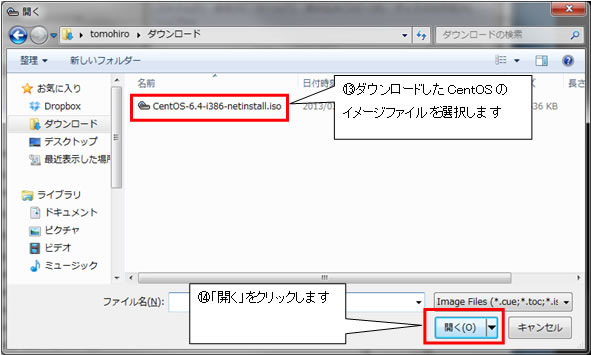 開く
tomohiro ▸ ダウンロード
ダウンロードの検索
整理 新しいフォルダー
名前 日付時 長さ
お気に入り
Dropbox
ダウンロード
デスクトップ
最近表示した場所
ライブラリ
ドキュメント
ピクチャ
ビデオ
ミュージック
CentOS-6.4-i386-netinstall.iso 2013/0 36 KB
⑬ダウンロードした CentOS の
イメージファイル を選択します
ファイル名(N):
Image Files (*.cue;*.toc;*.is
⑭「開く」をクリックします
開く(O) キャンセル